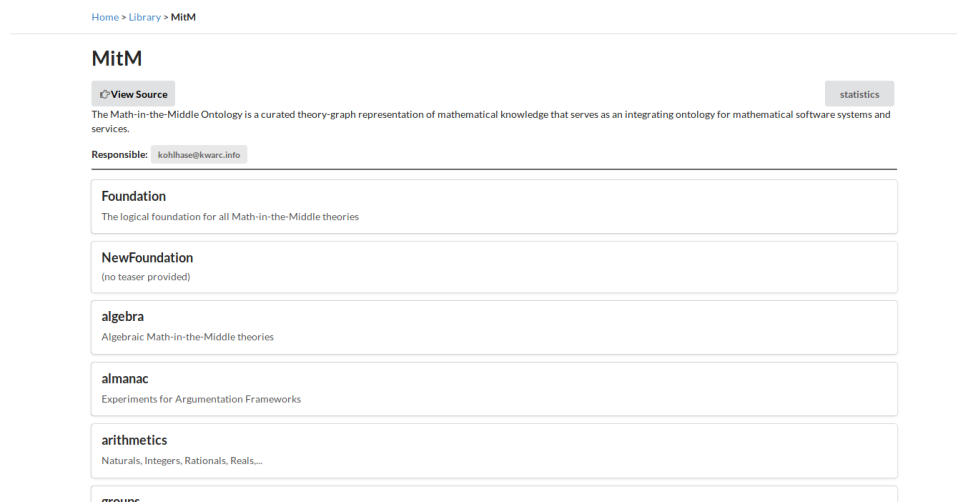 Home > Library > MitM
MitM
View Source
statistics
The Math-in-the-Middle Ontology is a curated theory-graph representation of mathematical knowledge that serves as an integrating ontology for mathematical software systems and
services.
Responsible: kohlhase@kwarc.info
Foundation
The logical foundation for all Math-in-the-Middle theories
NewFoundation
(no teaser provided)
algebra
Algebraic Math-in-the-Middle theories
almanac
Experiments for Argumentation Frameworks
arithmetics
Naturals, Integers, Rationals, Reals,...
groups